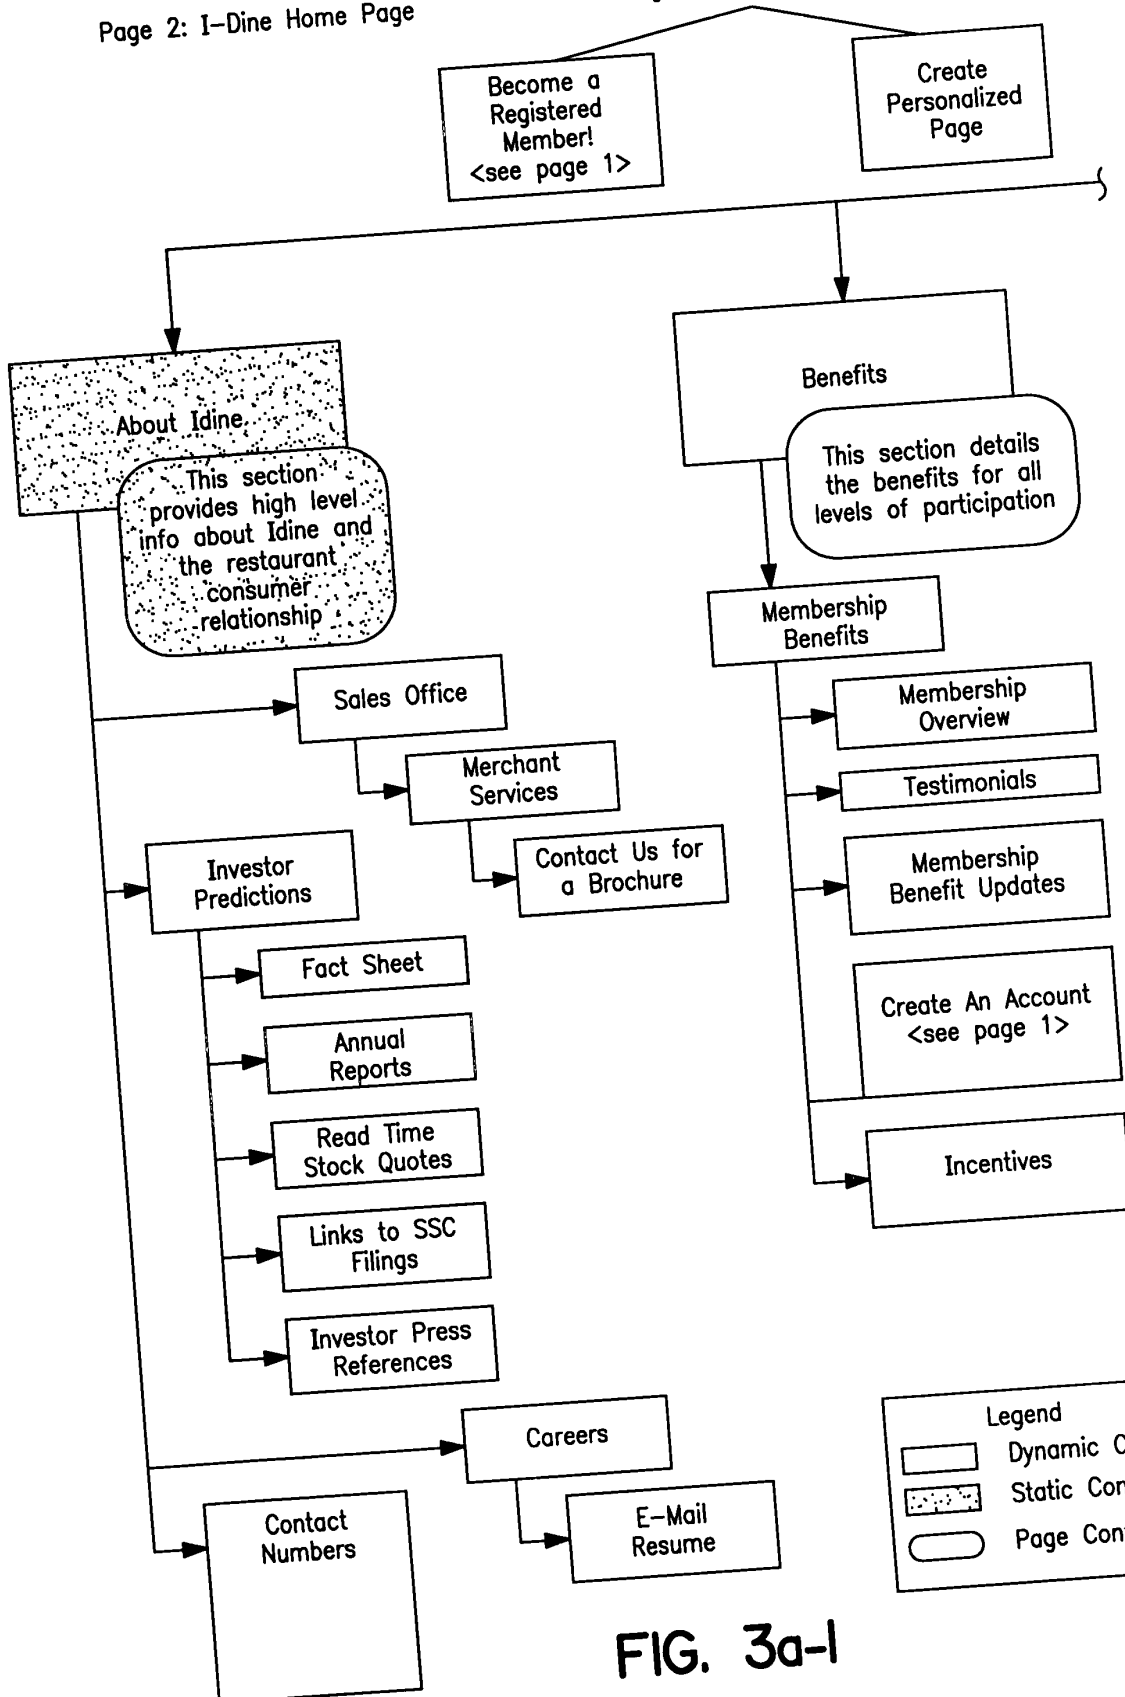 Page 2: I-Dine Home Page
Become a
Registered
Member!
<see page 1>
Create
Personalized
Page
About Idine
This section
provides high level
info about Idine and
the restaurant
consumer
relationship
Benefits
This section details
the benefits for all
levels of participation
Membership
Benefits
Sales Office
Merchant
Services
Contact Us for
a Brochure
Membership
Overview
Testimonials
Membership
Benefit Updates
Create An Account
<see page 1>
Incentives
Investor
Predictions
Fact Sheet
Annual
Reports
Read Time
Stock Quotes
Links to SSC
Filings
Investor Press
References
Careers
E-Mail
Resume
Contact
Numbers
Legend
Dynamic
Static
Page
FIG. 3a-1